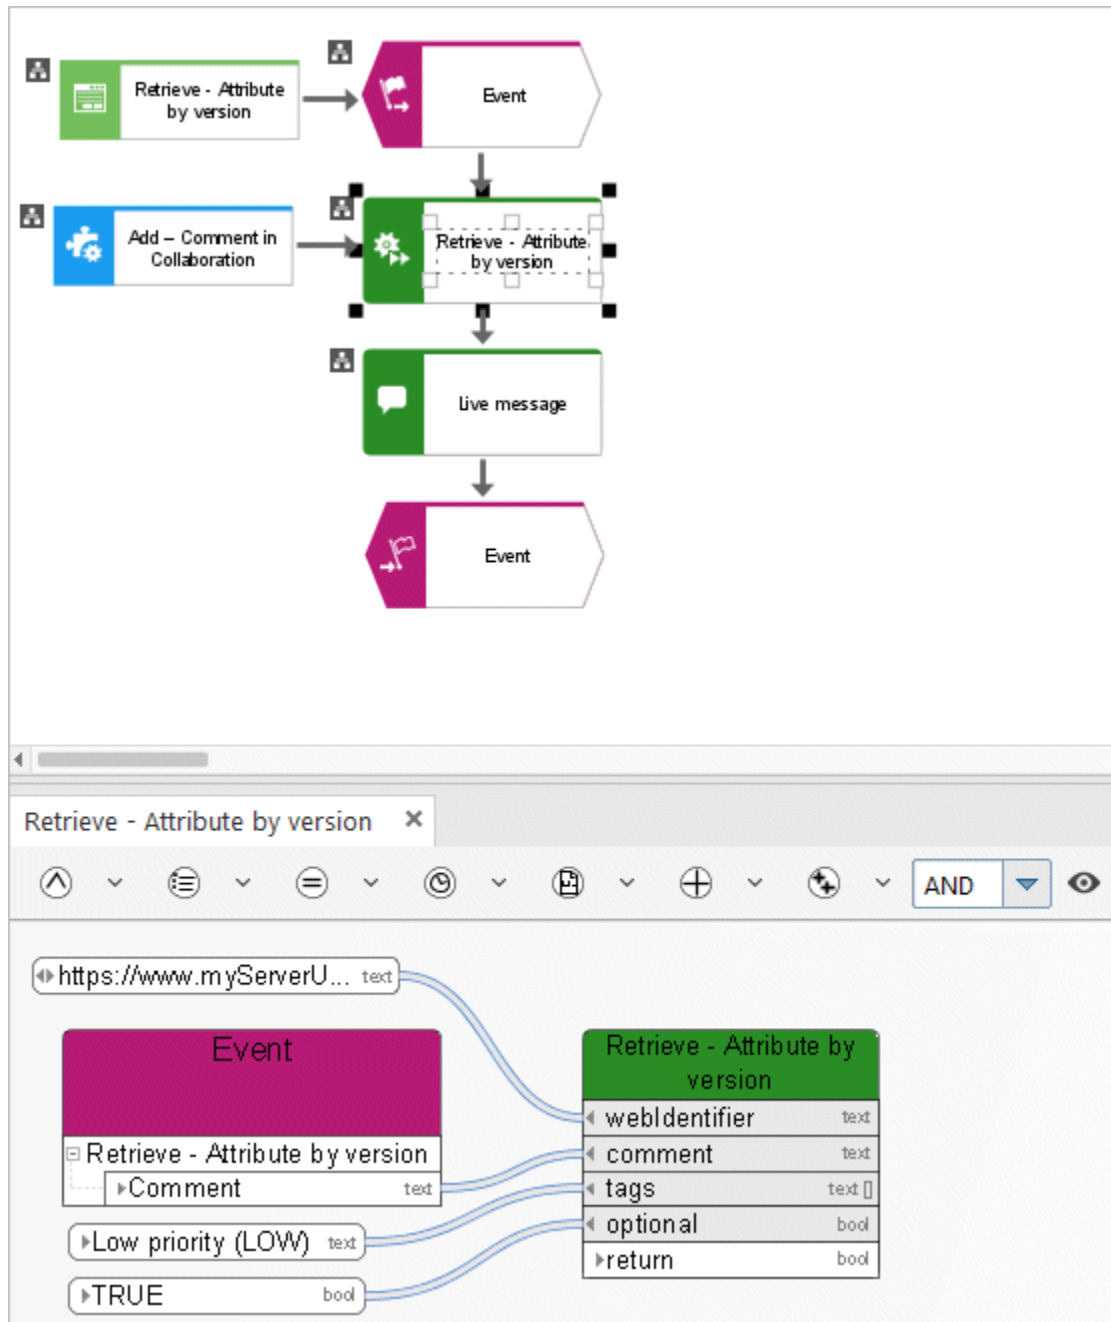 Retrieve - Attribute
by version
Event
Add – Comment in
Collaboration
Retrieve - Attribute
by version
Live message
Event
Retrieve - Attribute by version
AND
https://www.myServerU... text
Event
Retrieve - Attribute by version
Comment text
Low priority (LOW) text
TRUE bool
Retrieve - Attribute by
version
webIdentifier text
comment text
tags text []
optional bool
return bool